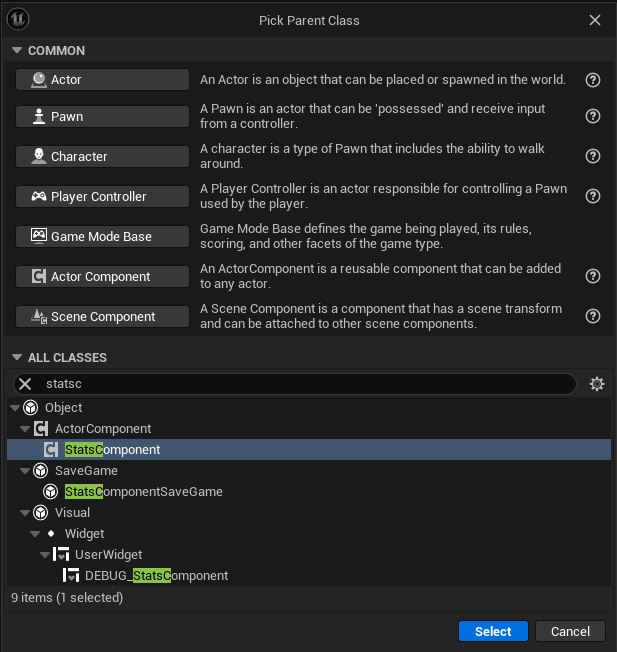 Pick Parent Class
COMMON
Actor
An Actor is an object that can be placed or spawned in the world.
Pawn
A Pawn is an actor that can be 'possessed' and receive input
from a controller.
Character
A character is a type of Pawn that includes the ability to walk
around.
Player Controller
A Player Controller is an actor responsible for controlling a Pawn
used by the player.
Game Mode Base
Game Mode Base defines the game being played, its rules,
scoring, and other facets of the game type.
Actor Component
An ActorComponent is a reusable component that can be added
to any actor.
Scene Component
A Scene Component is a component that has a scene transform
and can be attached to other scene components.
ALL CLASSES
statsc
Object
ActorComponent
StatsComponent
SaveGame
StatsComponentSaveGame
Visual
Widget
UserWidget
DEBUG_StatsComponent
9 items (1 selected)
Select
Cancel